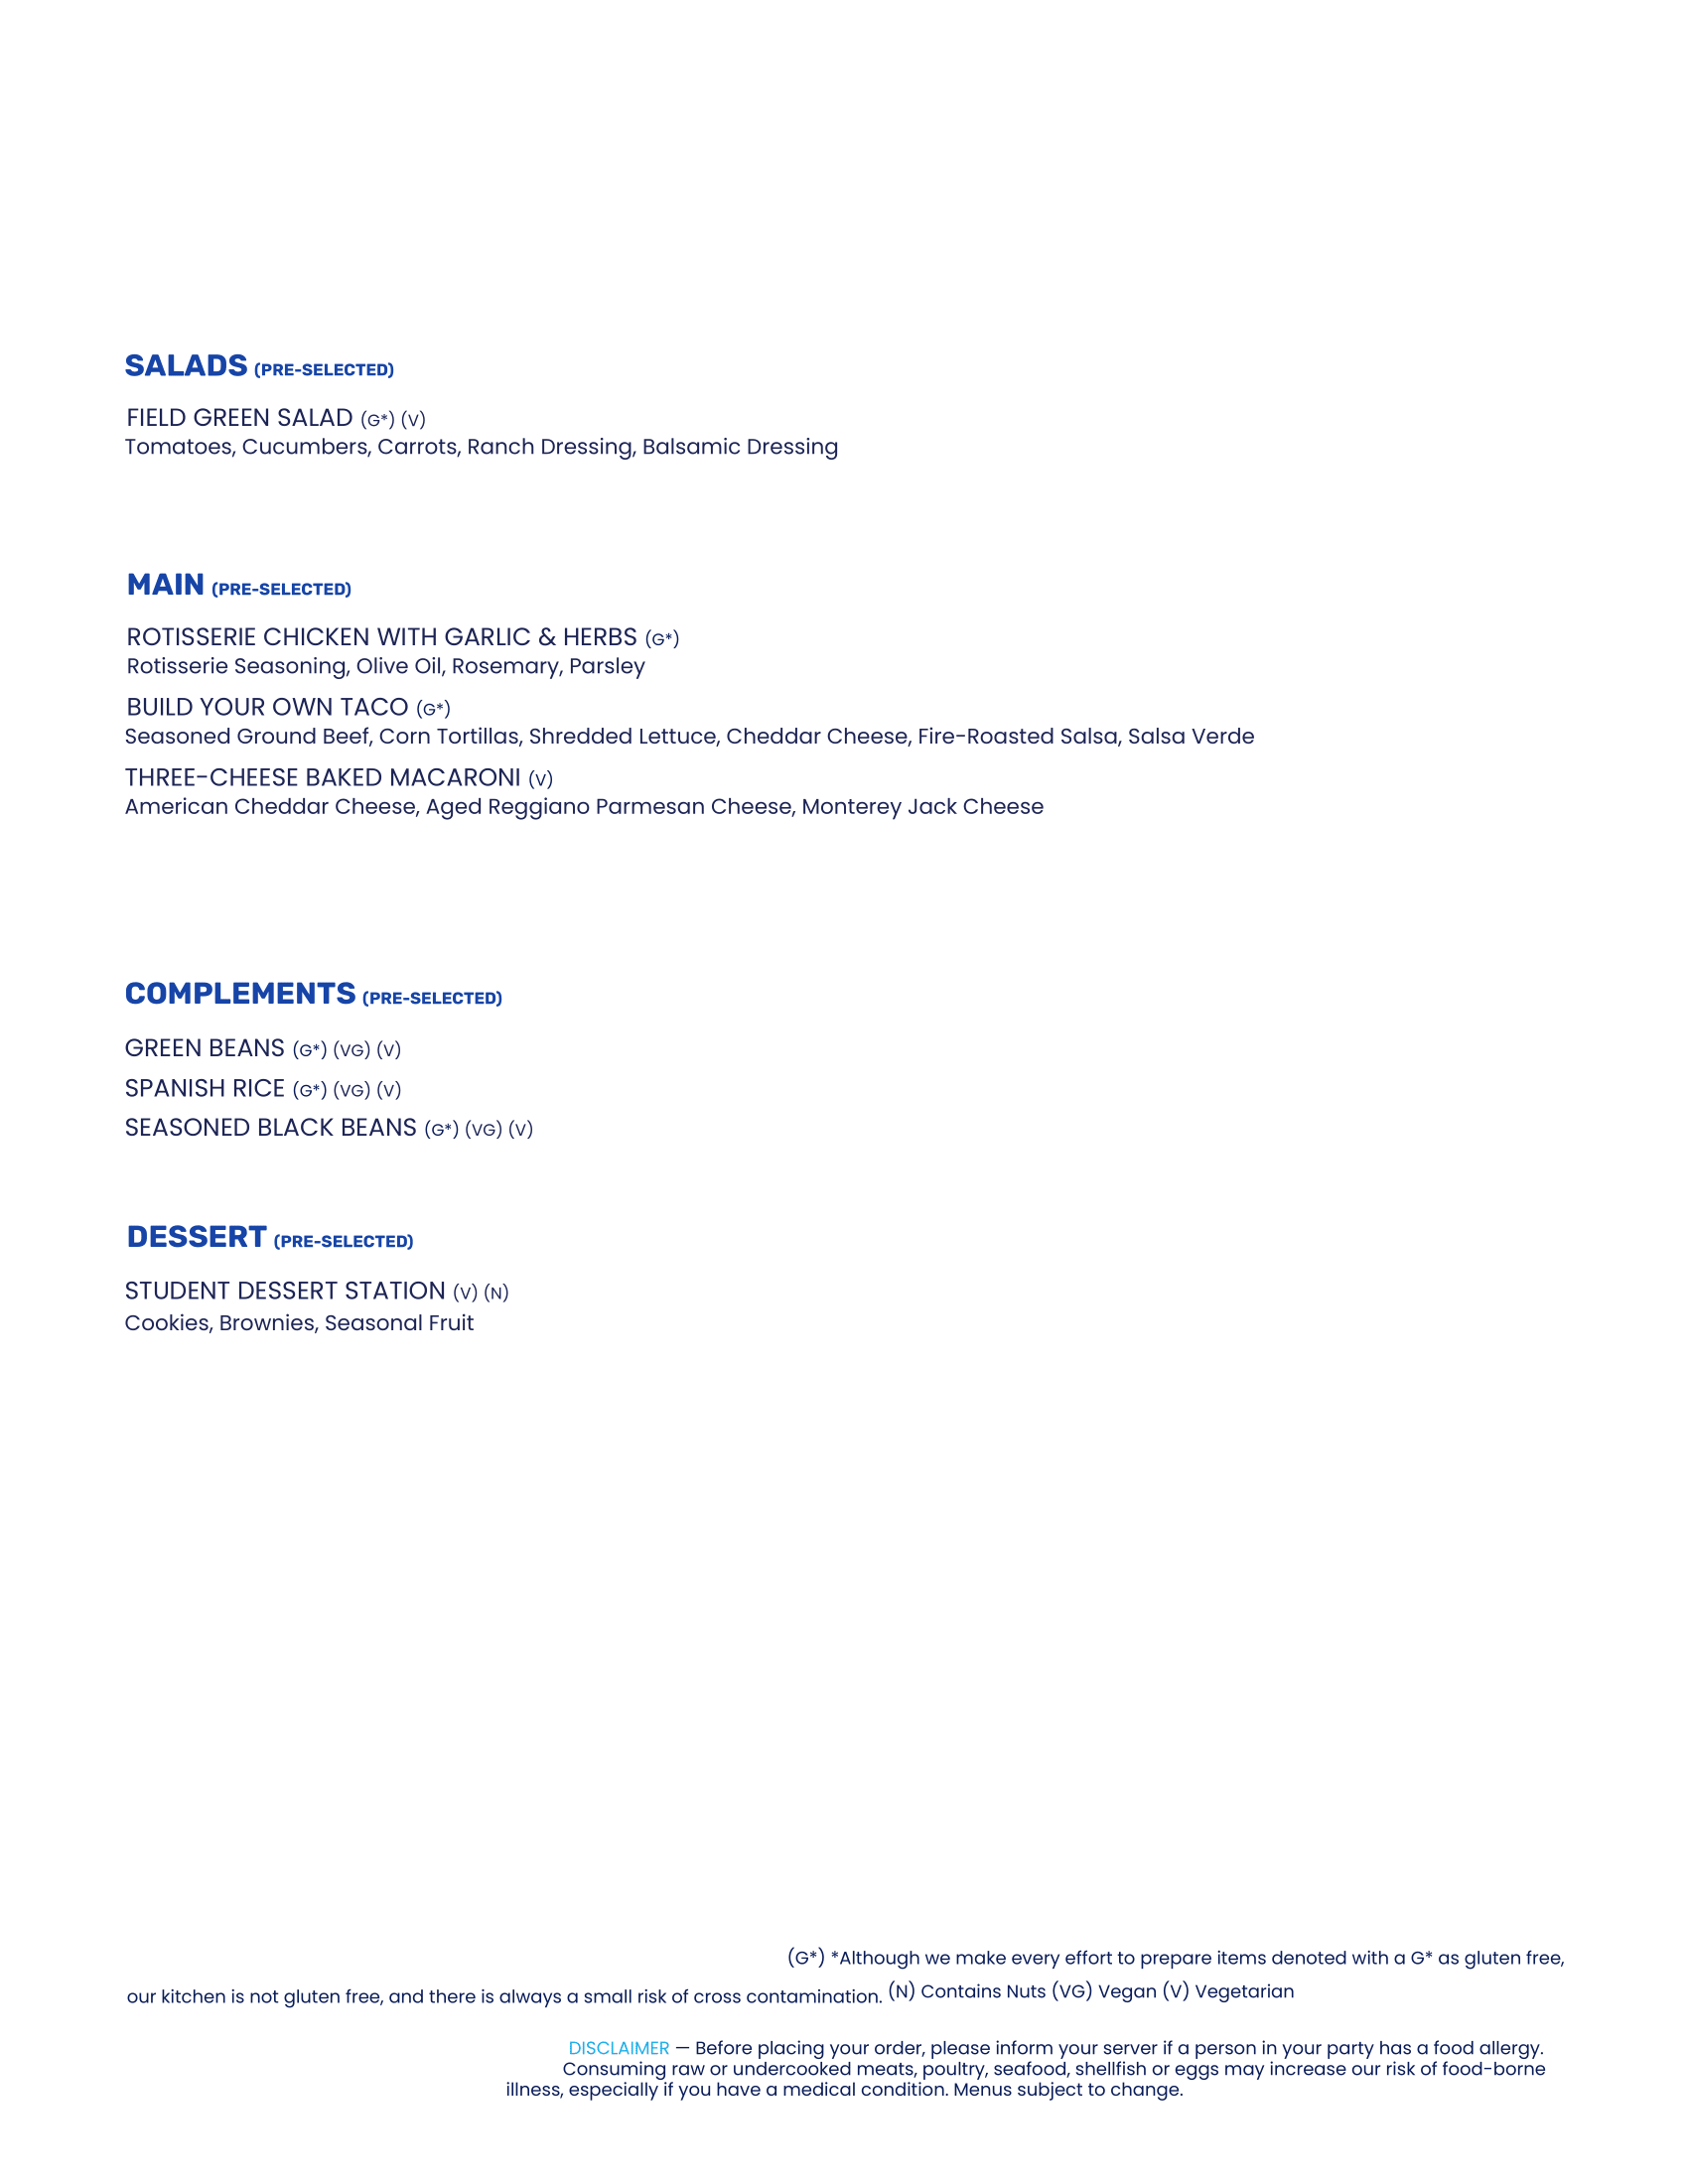 SALADS (PRE-SELECTED)
FIELD GREEN SALAD (G*) (V)
Tomatoes, Cucumbers, Carrots, Ranch Dressing, Balsamic Dressing
MAIN (PRE-SELECTED)
ROTISSERIE CHICKEN WITH GARLIC & HERBS (G*)
Rotisserie Seasoning, Olive Oil, Rosemary, Parsley
BUILD YOUR OWN TACO (G*)
Seasoned Ground Beef, Corn Tortillas, Shredded Lettuce, Cheddar Cheese, Fire-Roasted Salsa, Salsa Verde
THREE-CHEESE BAKED MACARONI (V)
American Cheddar Cheese, Aged Reggiano Parmesan Cheese, Monterey Jack Cheese
COMPLEMENTS (PRE-SELECTED)
GREEN BEANS (G*) (VG) (V)
SPANISH RICE (G*) (VG) (V)
SEASONED BLACK BEANS (G*) (VG) (V)
DESSERT (PRE-SELECTED)
STUDENT DESSERT STATION (V) (N)
Cookies, Brownies, Seasonal Fruit
(G*) *Although we make every effort to prepare items denoted with a G* as gluten free,
our kitchen is not gluten free, and there is always a small risk of cross contamination. (N) Contains Nuts (VG) Vegan (V) Vegetarian
DISCLAIMER — Before placing your order, please inform your server if a person in your party has a food allergy.
Consuming raw or undercooked meats, poultry, seafood, shellfish or eggs may increase our risk of food-borne
illness, especially if you have a medical condition. Menus subject to change.